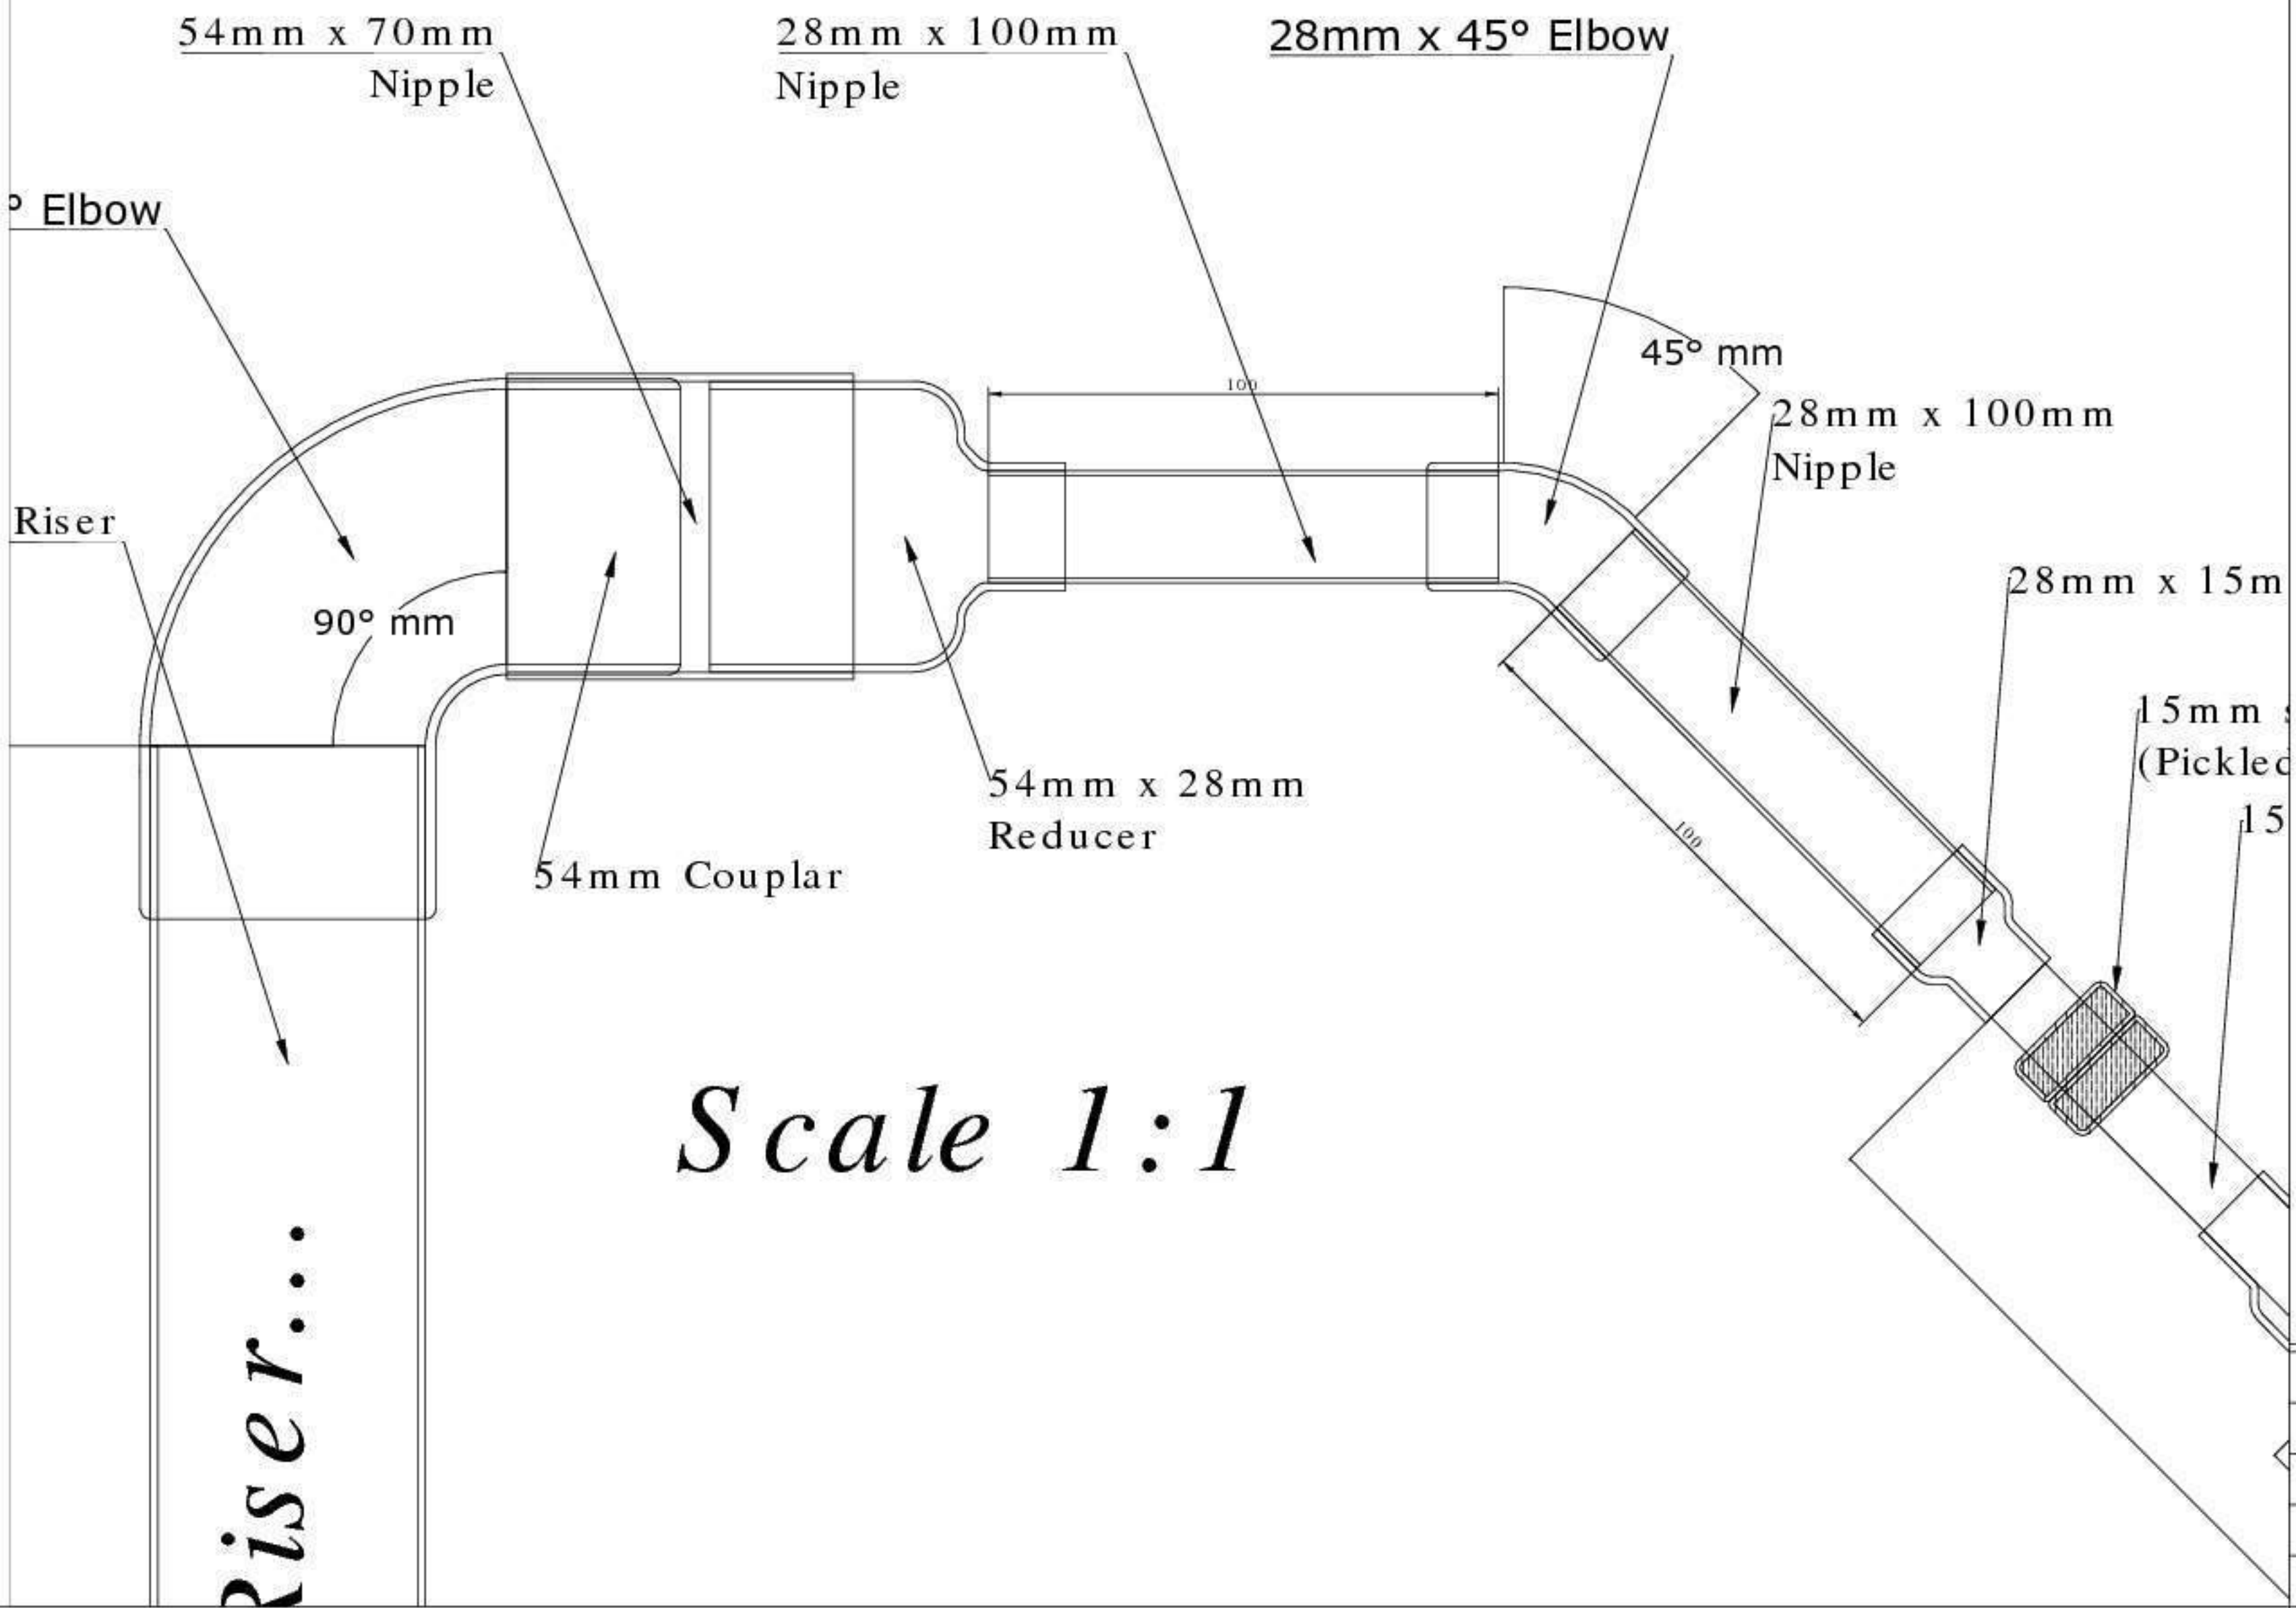 54mm x 70mm
Nipple
28mm x 100mm
Nipple
28mm x 45° Elbow
° Elbow
Riser
90° mm
100
45° mm
28mm x 100mm
Nipple
28mm x 15m
15mm
(Pickled
15
54mm x 28mm
Reducer
54mm Couplar
100
Scale 1:1
Riser...